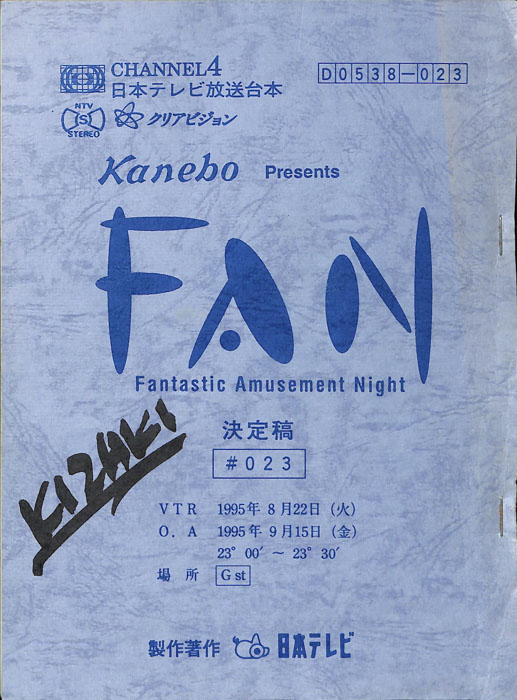 CHANNEL4
D0538-023
日本テレビ放送台本
NTV
S
STEREO
クリアビジョン
Kanebo Presents
FAN
Fantastic Amusement Night
決定稿
#023
KIZAKI
VTR 1995年 8月22日(火)
O.A 1995年 9月15日(金)
23° 00′ ~ 23° 30′
場所 G st
製作著作 日本テレビ